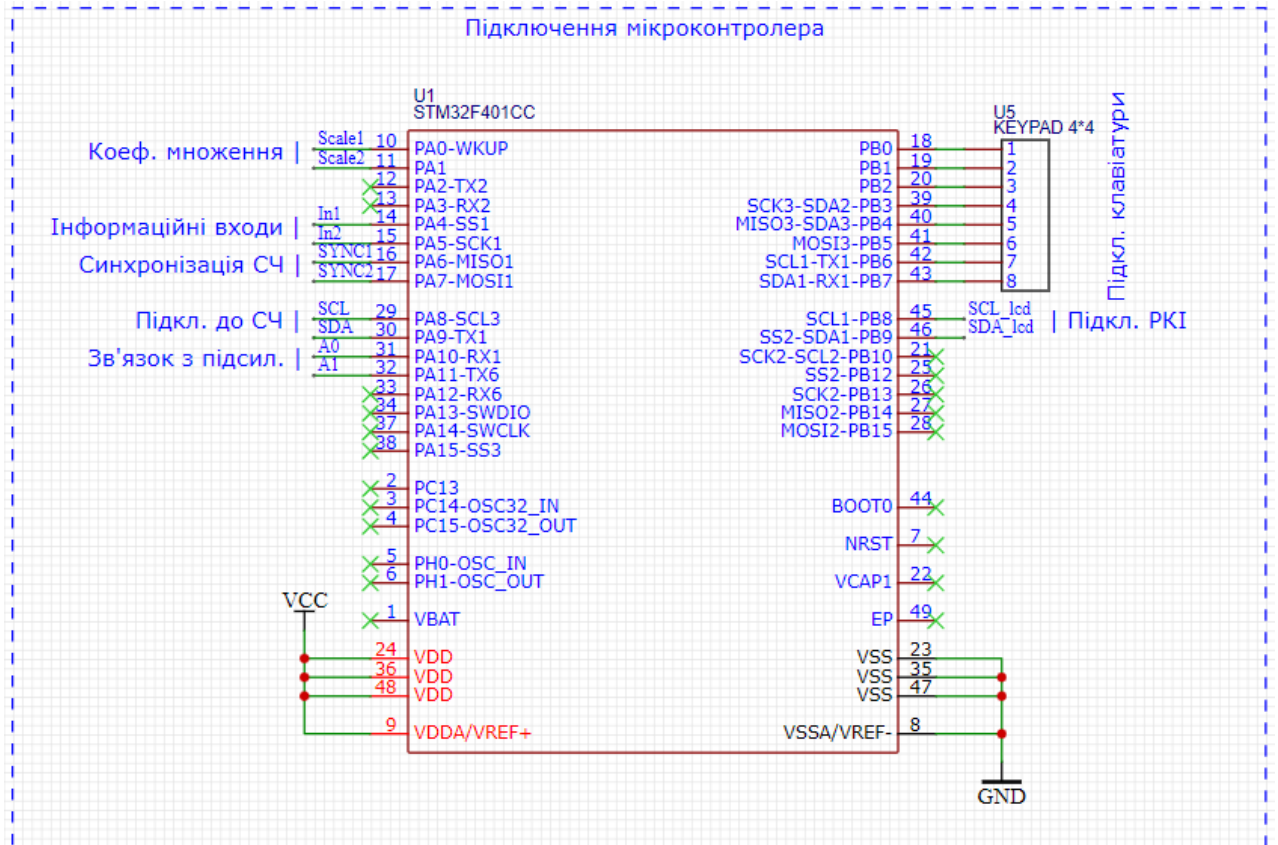 Підключення мікроконтролера
U1
STM32F401CC
Коеф. множення |
Scale1 10 PA0-WKUP
Scale2 11 PA1
12 PA2-TX2
13 PA3-RX2
Інформаційні входи |
In1 14 PA4-SS1
In2 15 PA5-SCK1
Синхронізація СЧ |
SYNC1 16 PA6-MISO1
SYNC2 17 PA7-MOSI1
Підкл. до СЧ |
SCL 29 PA8-SCL3
SDA 30 PA9-TX1
Зв'язок з підсил. |
A0 31 PA10-RX1
A1 32 PA11-TX6
33 PA12-RX6
34 PA13-SWDIO
37 PA14-SWCLK
38 PA15-SS3
2 PC13
3 PC14-OSC32_IN
4 PC15-OSC32_OUT
5 PH0-OSC_IN
6 PH1-OSC_OUT
VCC
1 VBAT
24 VDD
36 VDD
48 VDD
9 VDDA/VREF+
U5
KEYPAD 4*4
PB0 18 1
PB1 19 2
PB2 20 3
SCK3-SDA2-PB3 39 4
MISO3-SDA3-PB4 40 5
MOSI3-PB5 41 6
SCL1-TX1-PB6 42 7
SDA1-RX1-PB7 43 8
Підкл. клавіатури
SCL1-PB8 45 SCL_lcd
SS2-SDA1-PB9 46 SDA_lcd
| Підкл. РКІ
SCK2-SCL2-PB10 21
SS2-PB12 25
SCK2-PB13 26
MISO2-PB14 27
MOSI2-PB15 28
BOOT0 44
NRST 7
VCAP1 22
EP 49
VSS 23
VSS 35
VSS 47
VSSA/VREF- 8
GND